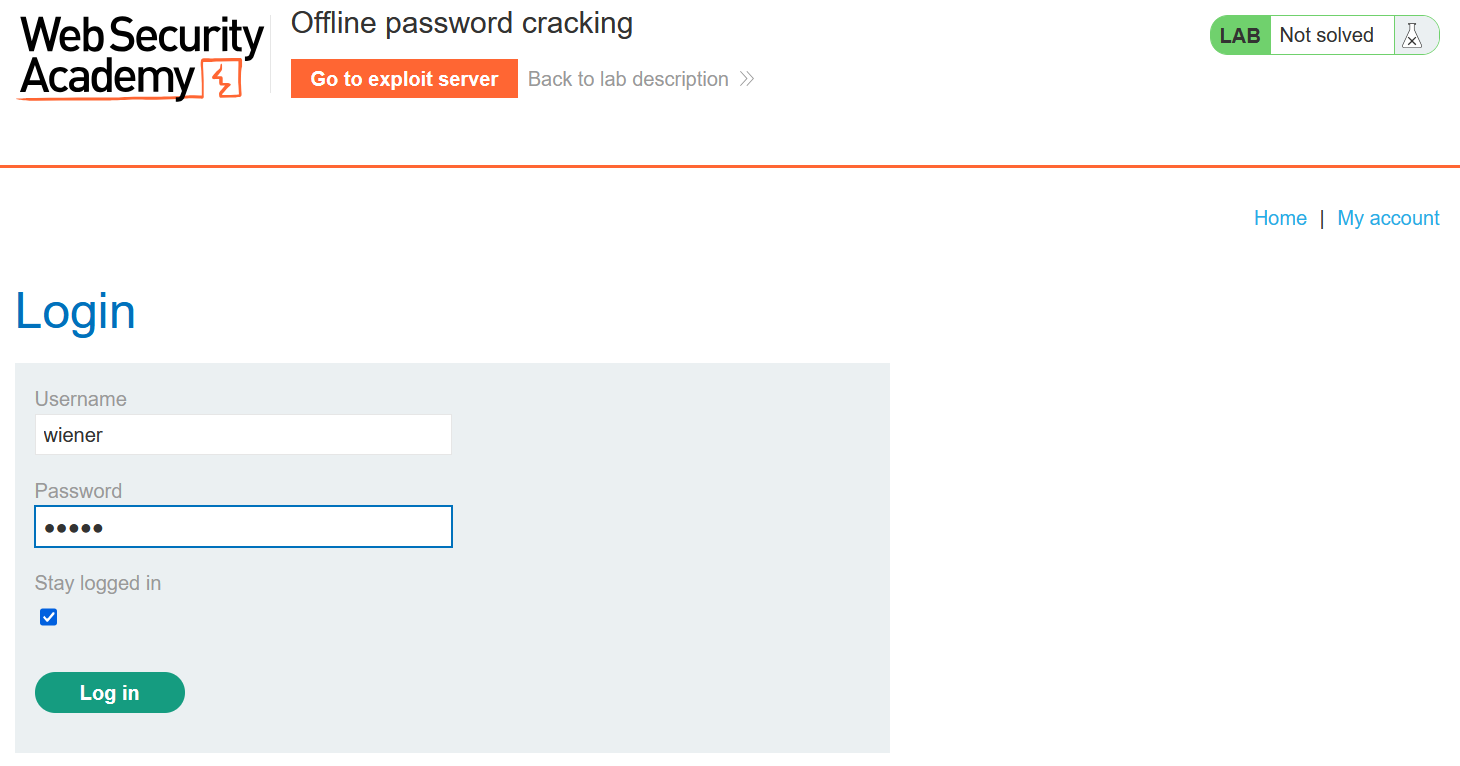 Web Security
Academy
Offline password cracking
Go to exploit server
Back to lab description
LAB
Not solved
Home | My account
Login
Username
wiener
Password
•••••
Stay logged in
Log in